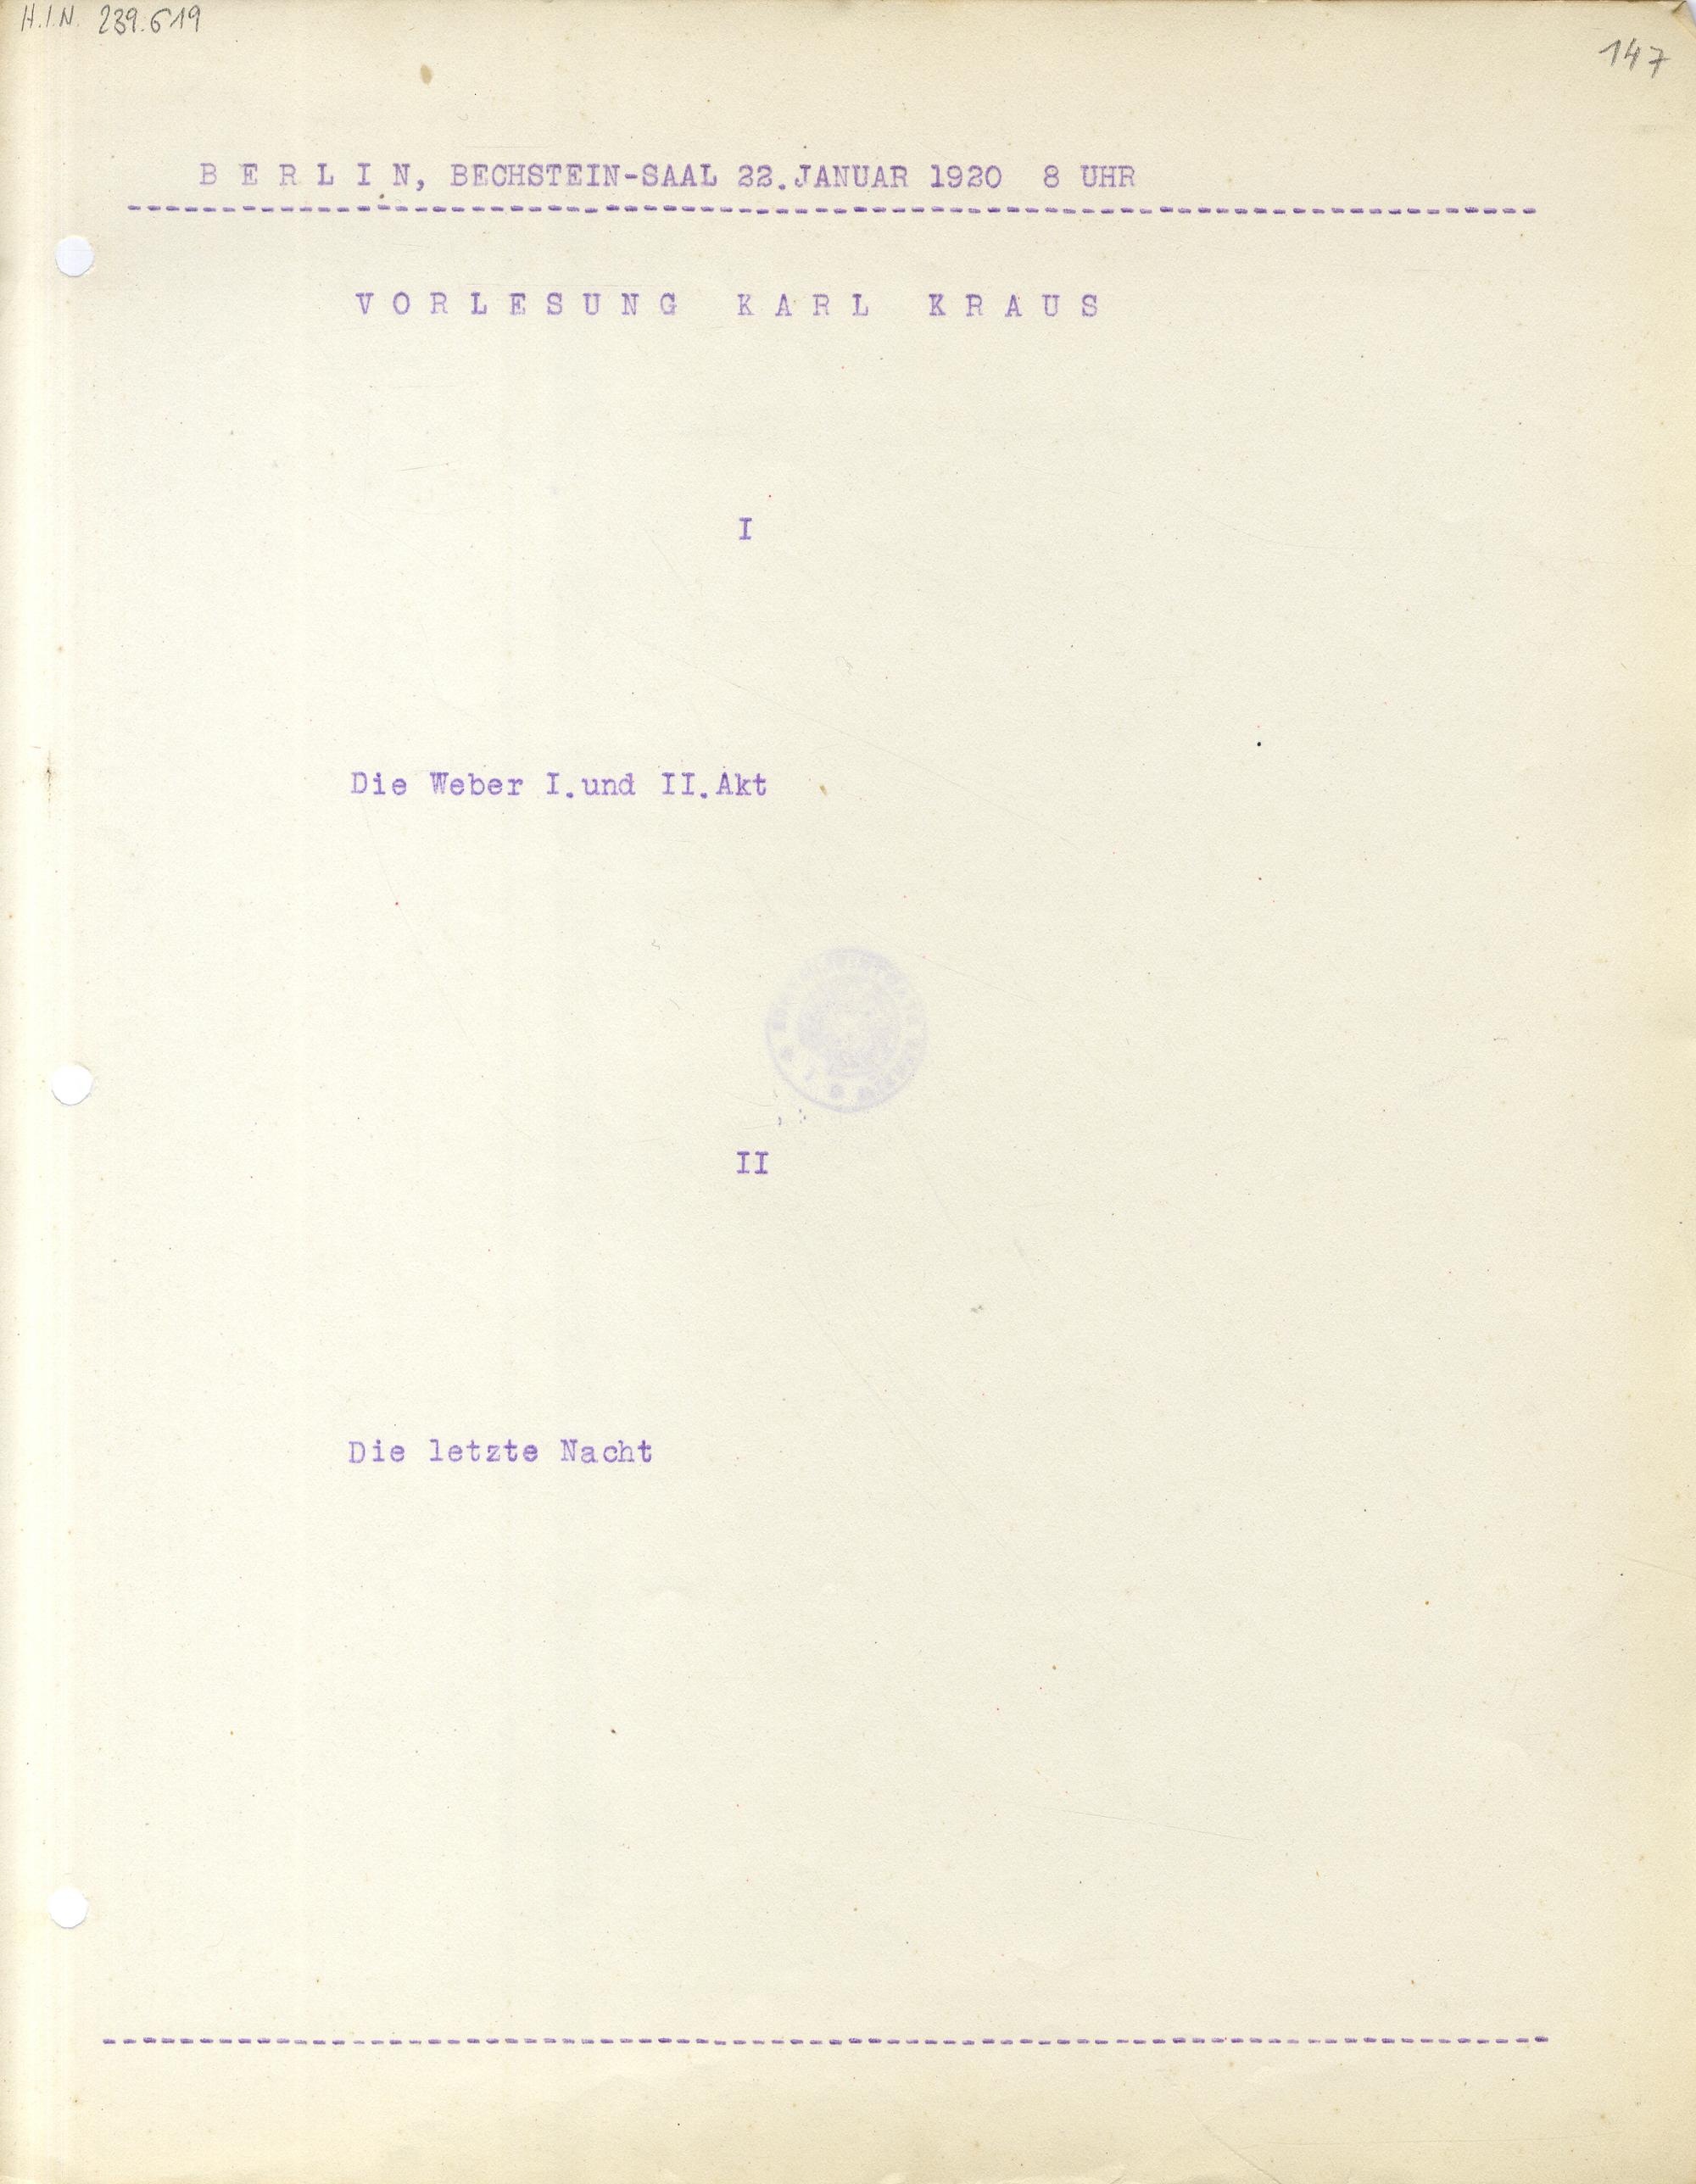 H.I.N. 239.619
147
B E R L I N, BECHSTEIN-SAAL 22.JANUAR 1920  8 UHR
V O R L E S U N G  K A R L  K R A U S
I
Die Weber I.und II.Akt
II
Die letzte Nacht